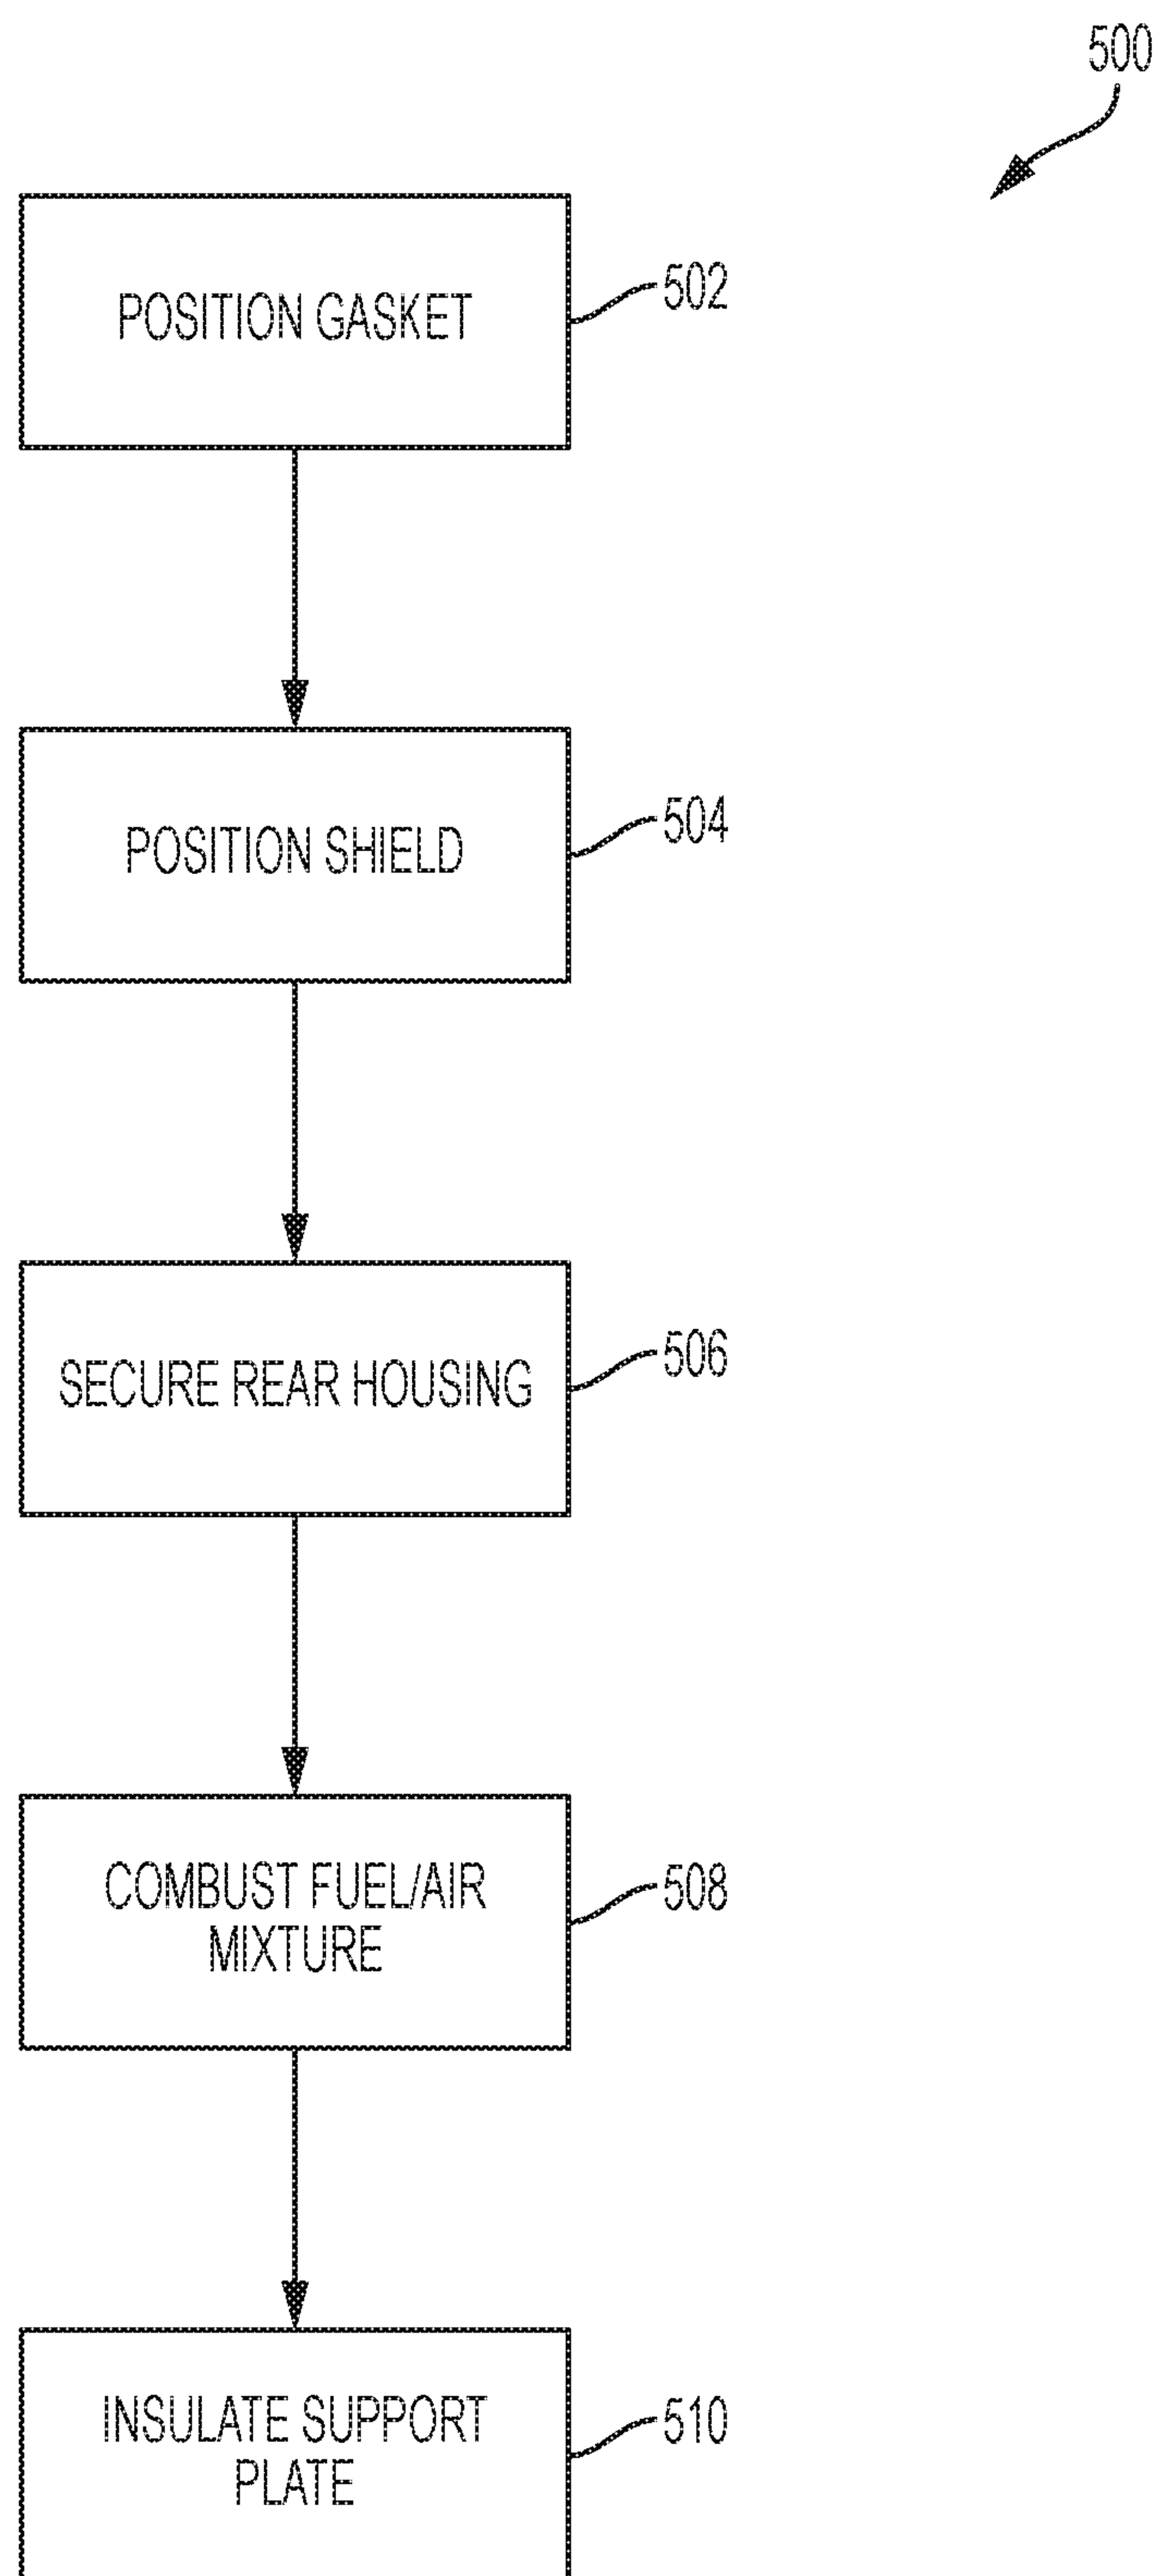 500
POSITION GASKET
502
POSITION SHIELD
504
SECURE REAR HOUSING
506
COMBUST FUEL/AIR
MIXTURE
508
INSULATE SUPPORT
PLATE
510